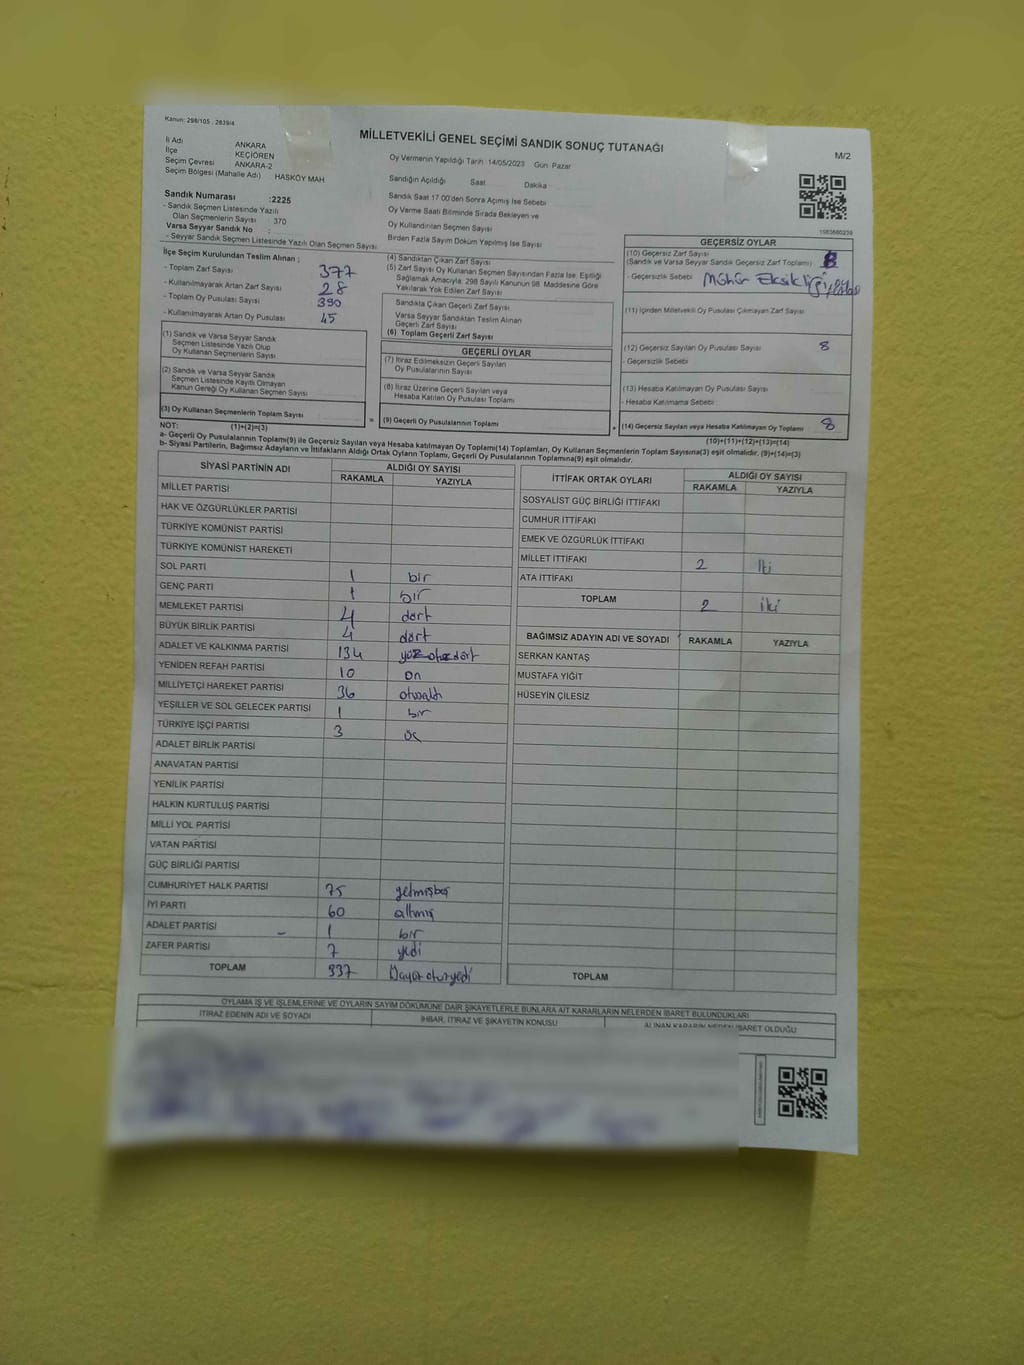 Kanun: 298/105 , 2839/4
MİLLETVEKİLİ GENEL SEÇİMİ SANDIK SONUÇ TUTANAĞI
M/2
İl Adı ANKARA
İlçe KEÇİÖREN
Seçim Çevresi ANKARA-2
Seçim Bölgesi (Mahalle Adı) HASKÖY MAH
Sandık Numarası :2225
- Sandık Seçmen Listesinde Yazılı
Olan Seçmenlerin Sayısı : 370
Varsa Seyyar Sandık No :
- Seyyar Sandık Seçmen Listesinde Yazılı Olan Seçmen Sayısı
Oy Vermenin Yapıldığı Tarih 14/05/2023 Gün Pazar
Sandığın Açıldığı Saat Dakika
Sandık Saat 17.00'den Sonra Açımış İse Sebebi
Oy Verme Saati Bitiminde Sırada Bekleyen ve
Oy Kullandırılan Seçmen Sayısı
Birden Fazla Sayım Döküm Yapılmış İse Sayısı
1983680239
İlçe Seçim Kurulundan Teslim Alınan ;
- Toplam Zarf Sayısı 377
- Kullanılmayarak Artan Zarf Sayısı 28
- Toplam Oy Pusulası Sayısı 390
- Kullanılmayarak Artan Oy Pusulası 45
(1) Sandık ve Varsa Seyyar Sandık
Seçmen Listesinde Yazılı Olup
Oy Kullanan Seçmenlerin Sayısı
(2) Sandık ve Varsa Seyyar Sandık
Seçmen Listesinde Kayıtlı Olmayan
Kanun Gereği Oy Kullanan Seçmen Sayısı
(3) Oy Kullanan Seçmenlerin Toplam Sayısı
(4) Sandıktan Çıkan Zarf Sayısı
(5) Zarf Sayısı Oy Kullanan Seçmen Sayısından Fazla İse, Eşitliği
Sağlamak Amacıyla; 298 Sayılı Kanunun 98. Maddesine Göre
Yakılarak Yok Edilen Zarf Sayısı
Sandıkta Çıkan Geçerli Zarf Sayısı
Varsa Seyyar Sandıktan Teslim Alınan
Geçerli Zarf Sayısı
(6) Toplam Geçerli Zarf Sayısı
GEÇERLİ OYLAR
(7) İtiraz Edilmeksizin Geçerli Sayılan
Oy Pusulalarının Sayısı
(8) İtiraz Üzerine Geçerli Sayılan veya
Hesaba Katılan Oy Pusulası Toplamı
= (9) Geçerli Oy Pusulalarının Toplamı +
GEÇERSİZ OYLAR
(10) Geçersiz Zarf Sayısı
(Sandık ve Varsa Seyyar Sandık Geçersiz Zarf Toplamı)
- Geçersizlik Sebebi Mühür Eksikliği
(11) İçinden Milletvekili Oy Pusulası Çıkmayan Zarf Sayısı
(12) Geçersiz Sayılan Oy Pusulası Sayısı 8
- Geçersizlik Sebebi
(13) Hesaba Katılmayan Oy Pusulası Sayısı
- Hesaba Katılmama Sebebi
(14) Geçersiz Sayılan veya Hesaba Katılmayan Oy Toplamı 8
NOT: (1)+(2)=(3) (10)+(11)+(12)+(13)=(14)
a- Geçerli Oy Pusulalarının Toplamı(9) ile Geçersiz Sayılan veya Hesaba katılmayan Oy Toplamı(14) Toplamları, Oy Kullanan Seçmenlerin Toplam Sayısına(3) eşit olmalıdır. (9)+(14)=(3)
b- Siyasi Partilerin, Bağımsız Adayların ve İttifakların Aldığı Ortak Oyların Toplamı, Geçerli Oy Pusulalarının Toplamına(9) eşit olmalıdır.
SİYASİ PARTİNİN ADI ALDIĞI OY SAYISI
RAKAMLA YAZIYLA
MİLLET PARTİSİ
HAK VE ÖZGÜRLÜKLER PARTİSİ
TÜRKİYE KOMÜNİST PARTİSİ
TÜRKİYE KOMÜNİST HAREKETİ
SOL PARTİ 1 bir
GENÇ PARTİ 1 bir
MEMLEKET PARTİSİ 4 dört
BÜYÜK BİRLİK PARTİSİ 4 dört
ADALET VE KALKINMA PARTİSİ 134 yüzotuzdört
YENİDEN REFAH PARTİSİ 10 on
MİLLİYETÇİ HAREKET PARTİSİ 36 otuzaltı
YEŞİLLER VE SOL GELECEK PARTİSİ 1 bir
TÜRKİYE İŞÇİ PARTİSİ 3 üç
ADALET BİRLİK PARTİSİ
ANAVATAN PARTİSİ
YENİLİK PARTİSİ
HALKIN KURTULUŞ PARTİSİ
MİLLİ YOL PARTİSİ
VATAN PARTİSİ
GÜÇ BİRLİĞİ PARTİSİ
CUMHURİYET HALK PARTİSİ 75 yetmişbeş
İYİ PARTİ 60 altmış
ADALET PARTİSİ - 1 bir
ZAFER PARTİSİ 7 yedi
TOPLAM 337
İTTİFAK ORTAK OYLARI ALDIĞI OY SAYISI
RAKAMLA YAZIYLA
SOSYALİST GÜÇ BİRLİĞİ İTTİFAKI
CUMHUR İTTİFAKI
EMEK VE ÖZGÜRLÜK İTTİFAKI
MİLLET İTTİFAKI 2 İki
ATA İTTİFAKI
TOPLAM 2 iki
BAĞIMSIZ ADAYIN ADI VE SOYADI RAKAMLA YAZIYLA
SERKAN KANTAŞ
MUSTAFA YİĞİT
HÜSEYİN ÇİLESİZ
TOPLAM
OYLAMA İŞ VE İŞLEMLERİNE VE OYLARIN SAYIM DÖKÜMÜNE DAİR ŞİKAYETLERLE BUNLARA AİT KARARLARIN NELERDEN İBARET BULUNDUKLARI
İTİRAZ EDENİN ADI VE SOYADI İHBAR, İTİRAZ VE ŞİKAYETİN KONUSU ALINAN KARARIN NEDEN İBARET OLDUĞU